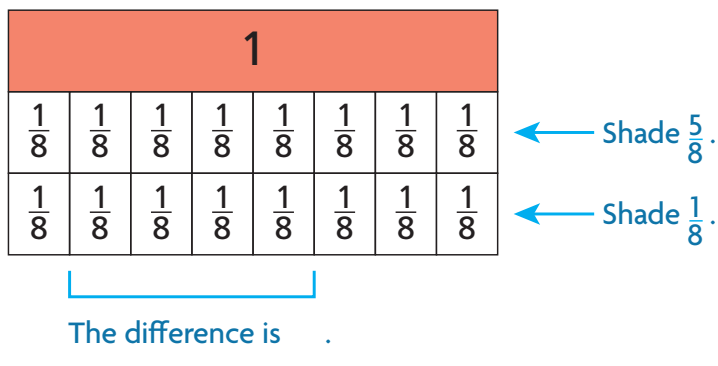 1
1/8 1/8 1/8 1/8 1/8 1/8 1/8 1/8 Shade 5/8.
1/8 1/8 1/8 1/8 1/8 1/8 1/8 1/8 Shade 1/8.
The difference is .